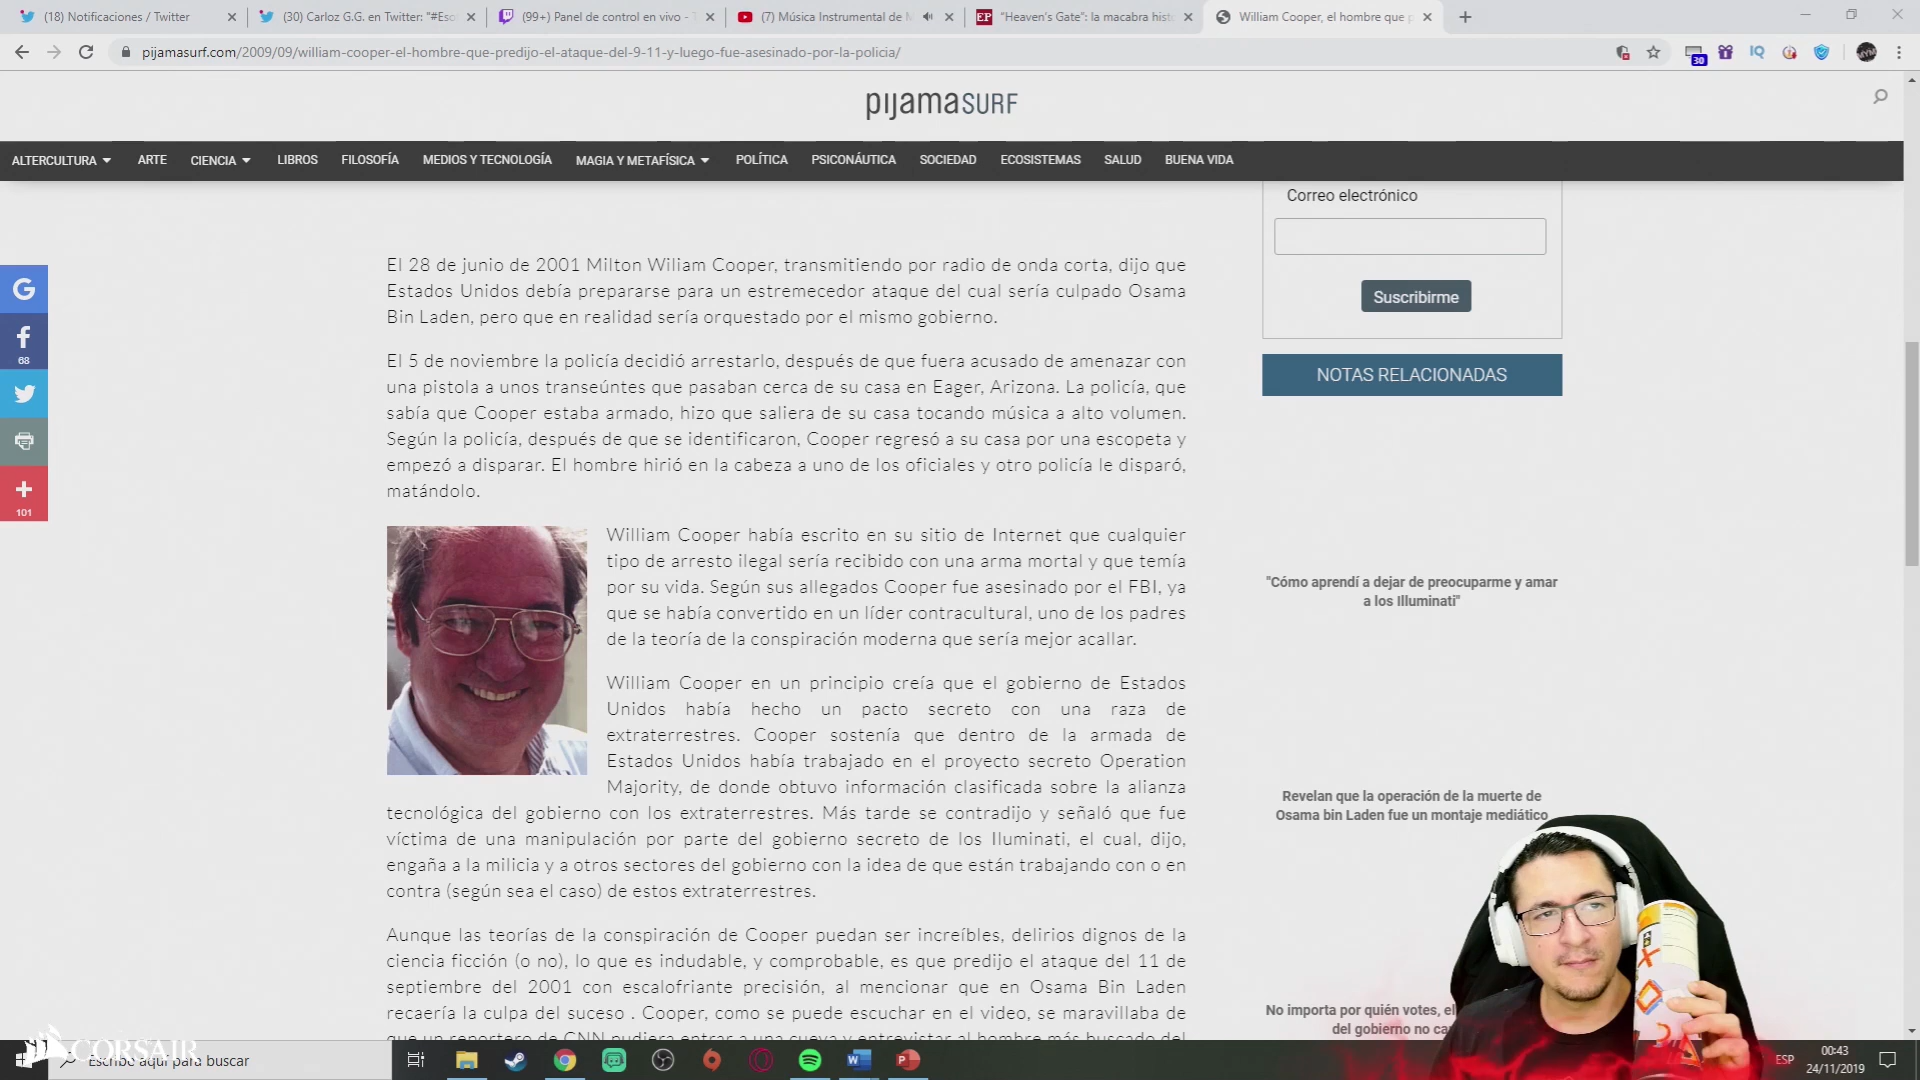 (18) Notificaciones / Twitter
(30) Carloz G.G. en Twitter: "#Eso
(99+) Panel de control en vivo - T
(7) Música Instrumental de M
"Heaven's Gate": la macabra hist
William Cooper, el hombre que p
pijamasurf.com/2009/09/william-cooper-el-hombre-que-predijo-el-ataque-del-9-11-y-luego-fue-asesinado-por-la-policia/
30
IQ
MYM
pijamasurf
ALTERCULTURA
ARTE
CIENCIA
LIBROS
FILOSOFÍA
MEDIOS Y TECNOLOGÍA
MAGIA Y METAFÍSICA
POLÍTICA
PSICONÁUTICA
SOCIEDAD
ECOSISTEMAS
SALUD
BUENA VIDA
68
101
El 28 de junio de 2001 Milton Wiliam Cooper, transmitiendo por radio de onda corta, dijo que
Estados Unidos debía prepararse para un estremecedor ataque del cual sería culpado Osama
Bin Laden, pero que en realidad sería orquestado por el mismo gobierno.
El 5 de noviembre la policía decidió arrestarlo, después de que fuera acusado de amenazar con
una pistola a unos transeúntes que pasaban cerca de su casa en Eager, Arizona. La policía, que
sabía que Cooper estaba armado, hizo que saliera de su casa tocando música a alto volumen.
Según la policía, después de que se identificaron, Cooper regresó a su casa por una escopeta y
empezó a disparar. El hombre hirió en la cabeza a uno de los oficiales y otro policía le disparó,
matándolo.
William Cooper había escrito en su sitio de Internet que cualquier
tipo de arresto ilegal sería recibido con una arma mortal y que temía
por su vida. Según sus allegados Cooper fue asesinado por el FBI, ya
que se había convertido en un líder contracultural, uno de los padres
de la teoría de la conspiración moderna que sería mejor acallar.
William Cooper en un principio creía que el gobierno de Estados
Unidos había hecho un pacto secreto con una raza de
extraterrestres. Cooper sostenía que dentro de la armada de
Estados Unidos había trabajado en el proyecto secreto Operation
Majority, de donde obtuvo información clasificada sobre la alianza
tecnológica del gobierno con los extraterrestres. Más tarde se contradijo y señaló que fue
víctima de una manipulación por parte del gobierno secreto de los Iluminati, el cual, dijo,
engaña a la milicia y a otros sectores del gobierno con la idea de que están trabajando con o en
contra (según sea el caso) de estos extraterrestres.
Aunque las teorías de la conspiración de Cooper puedan ser increíbles, delirios dignos de la
ciencia ficción (o no), lo que es indudable, y comprobable, es que predijo el ataque del 11 de
septiembre del 2001 con escalofriante precisión, al mencionar que en Osama Bin Laden
recaería la culpa del suceso . Cooper, como se puede escuchar en el video, se maravillaba de
que un reportero de CNN pudiera entrar a una cueva y entrevistar al hombre más buscado del
Correo electrónico
Suscribirme
NOTAS RELACIONADAS
"Cómo aprendí a dejar de preocuparme y amar
a los Illuminati"
Revelan que la operación de la muerte de
Osama bin Laden fue un montaje mediático
No importa por quién votes, el
del gobierno no
CORSAIR
Escribe aquí para buscar
ESP
00:43
24/11/2019